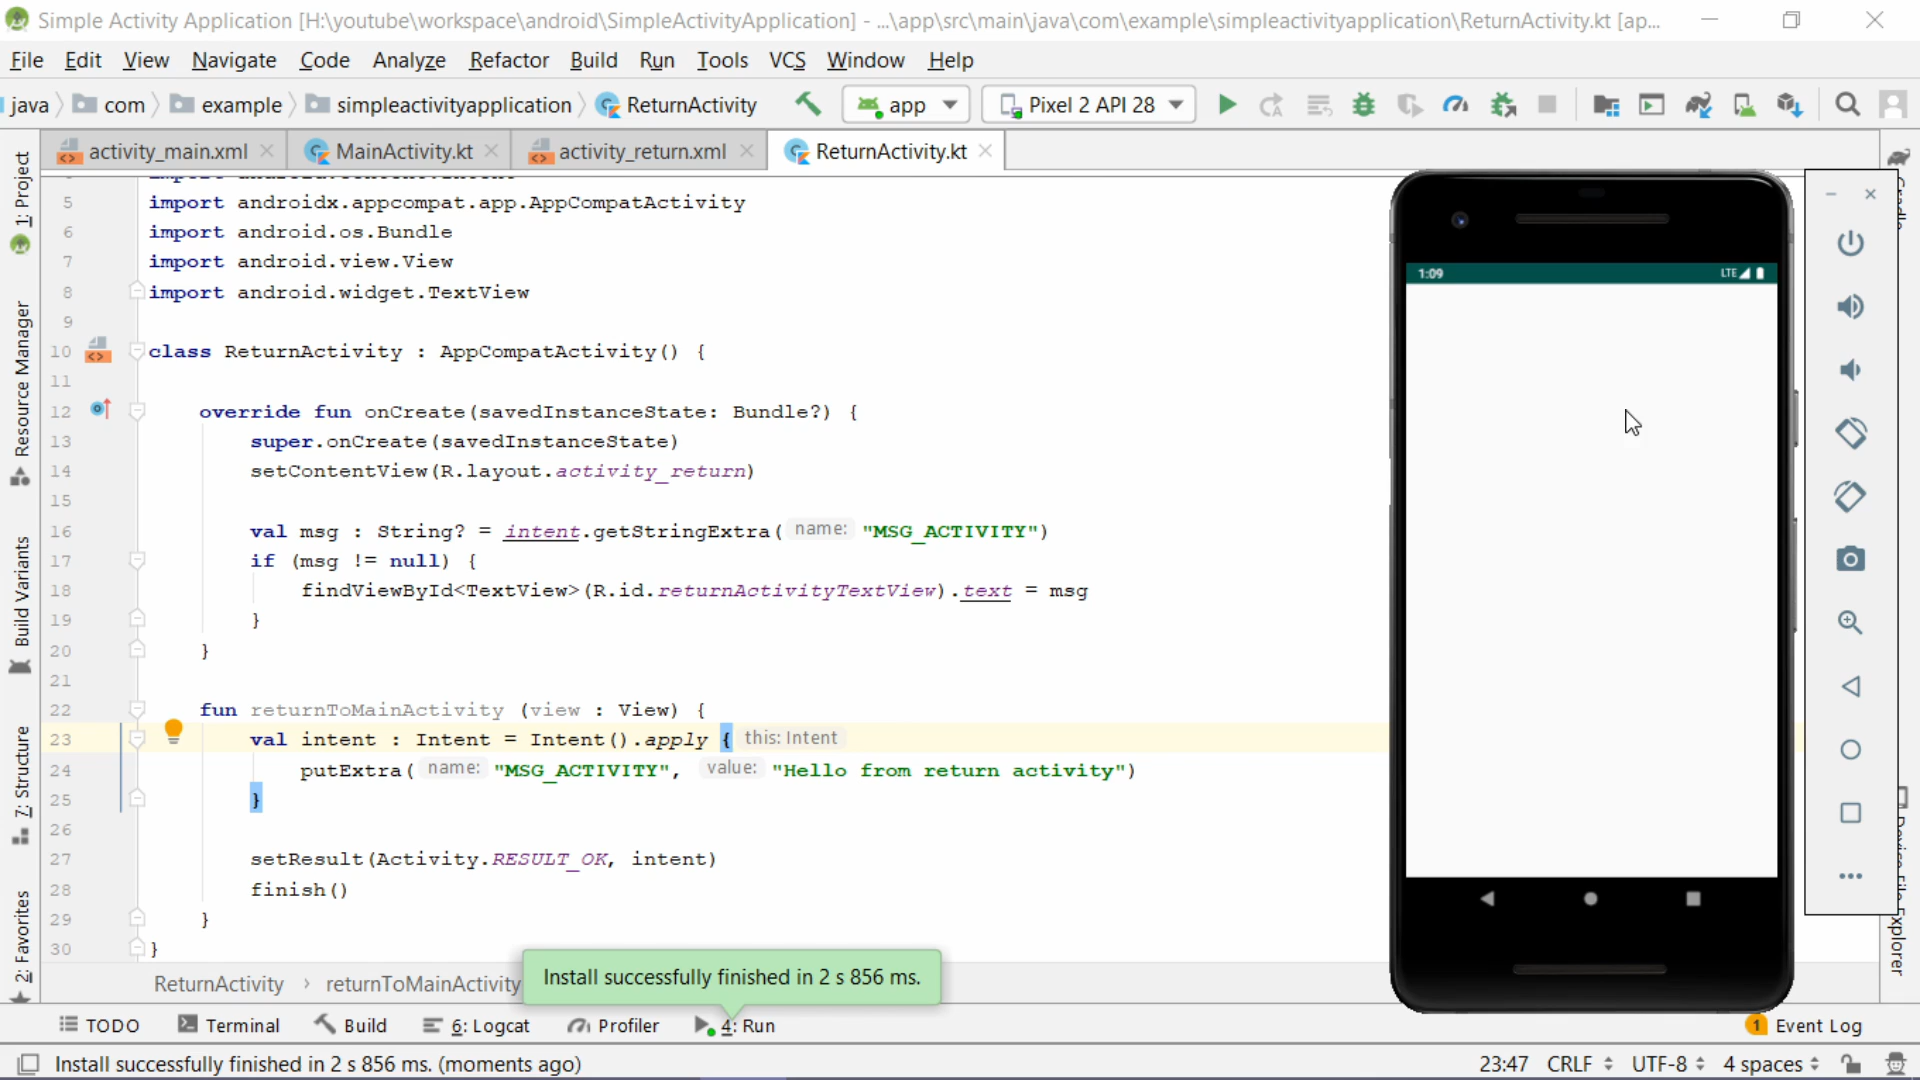 Simple Activity Application [H:\youtube\workspace\android\SimpleActivityApplication] - ...\app\src\main\java\com\example\simpleactivityapplication\ReturnActivity.kt [ap...
File Edit View Navigate Code Analyze Refactor Build Run Tools VCS Window Help
java com example simpleactivityapplication ReturnActivity app Pixel 2 API 28
activity_main.xml MainActivity.kt activity_return.xml ReturnActivity.kt
5 import androidx.appcompat.app.AppCompatActivity
6 import android.os.Bundle
7 import android.view.View
8 import android.widget.TextView
9
10 class ReturnActivity : AppCompatActivity() {
11
12 override fun onCreate(savedInstanceState: Bundle?) {
13 super.onCreate(savedInstanceState)
14 setContentView(R.layout.activity_return)
15
16 val msg : String? = intent.getStringExtra( name: "MSG_ACTIVITY")
17 if (msg != null) {
18 findViewById<TextView>(R.id.returnActivityTextView).text = msg
19 }
20 }
21
22 fun returnToMainActivity (view : View) {
23 val intent : Intent = Intent().apply { this: Intent
24 putExtra( name: "MSG_ACTIVITY", value: "Hello from return activity")
25 }
26
27 setResult(Activity.RESULT_OK, intent)
28 finish()
29 }
30 }
1: Project
Resource Manager
Build Variants
7: Structure
2: Favorites
1:09 LTE
Explorer
ReturnActivity › returnToMainActivity
Install successfully finished in 2 s 856 ms.
TODO Terminal Build 6: Logcat Profiler 4: Run 1 Event Log
Install successfully finished in 2 s 856 ms. (moments ago) 23:47 CRLF UTF-8 4 spaces